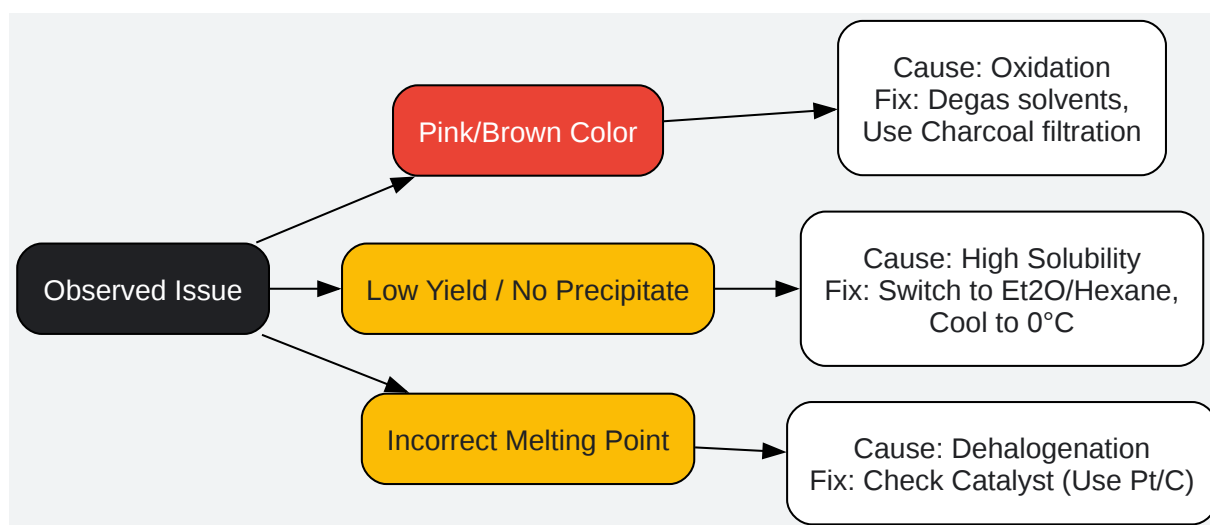 Observed Issue
Pink/Brown Color
Cause: Oxidation
Fix: Degas solvents,
Use Charcoal filtration
Low Yield / No Precipitate
Cause: High Solubility
Fix: Switch to Et2O/Hexane,
Cool to 0°C
Incorrect Melting Point
Cause: Dehalogenation
Fix: Check Catalyst (Use Pt/C)